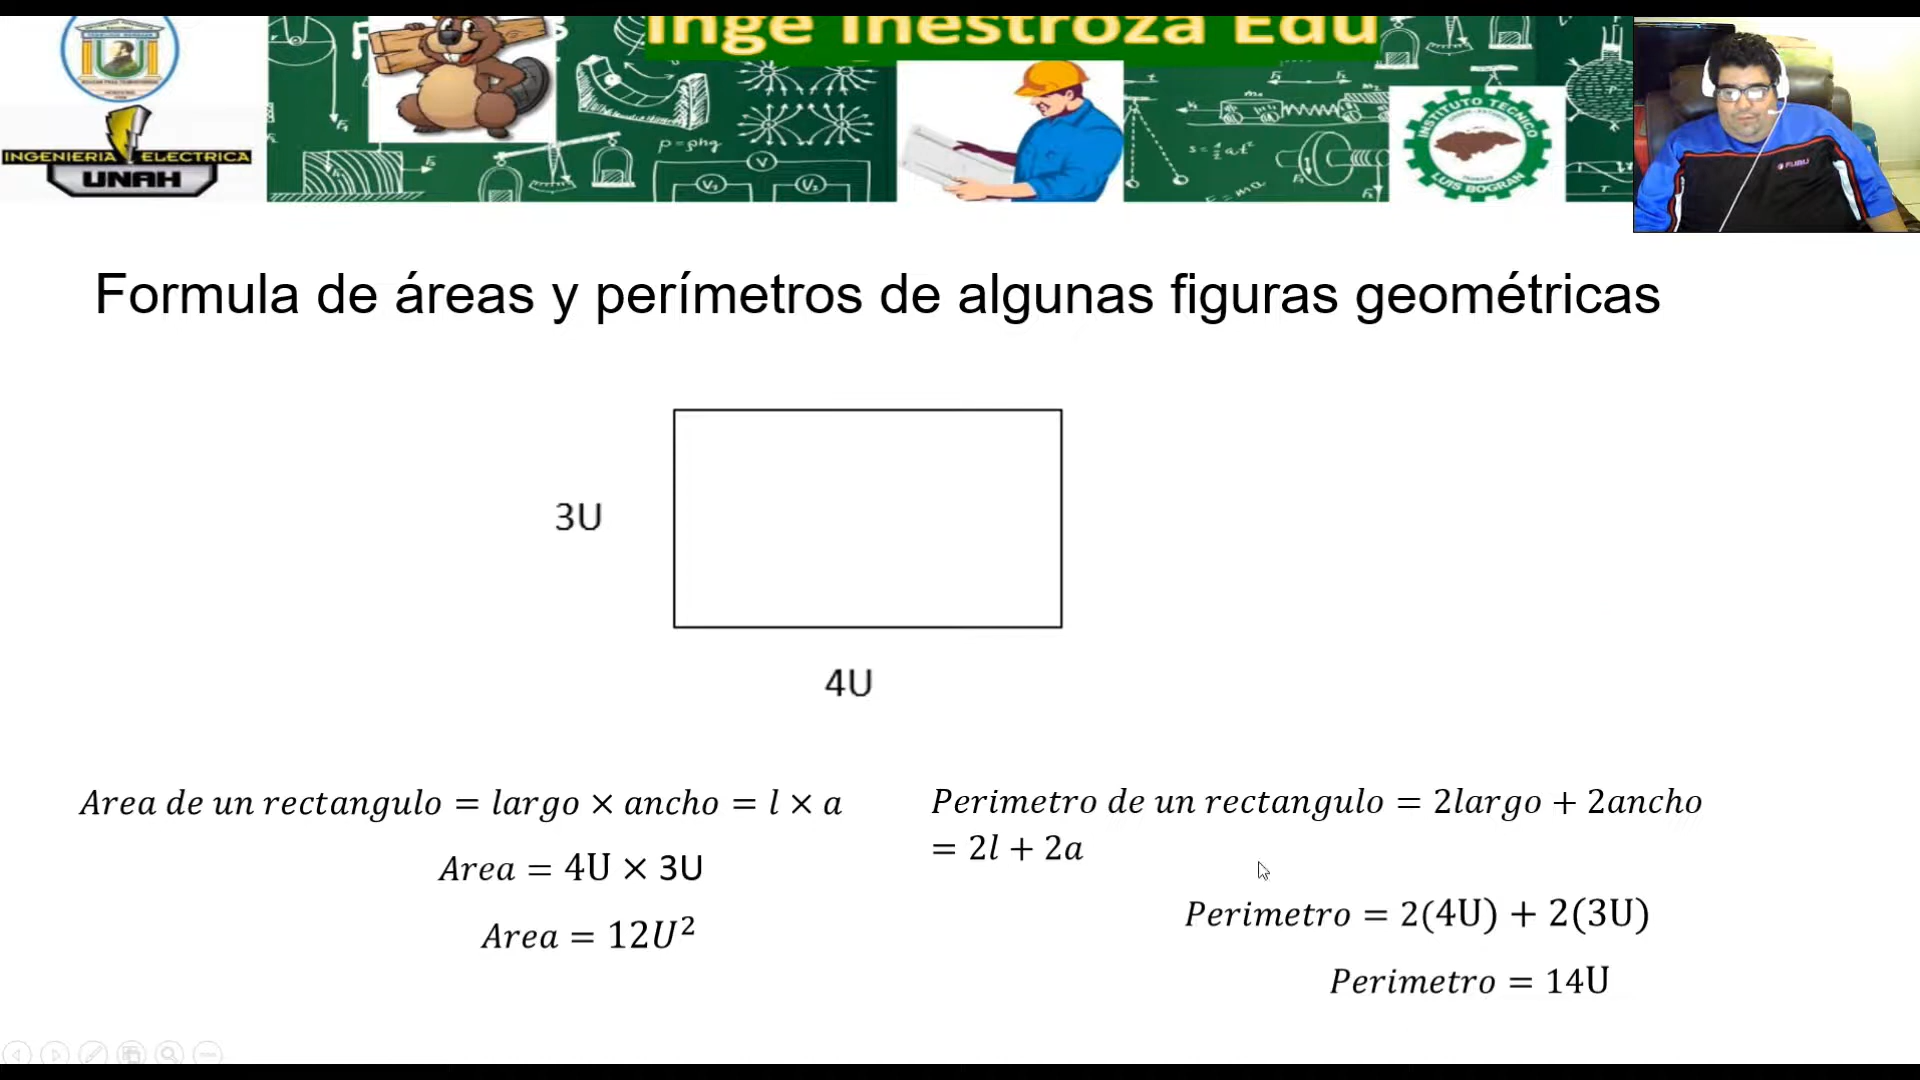 Inge Inestroza Edu
INGENIERIA ELECTRICA
UNAH
INSTITUTO TECNICO
LUIS BOGRAN
FUBU
Formula de áreas y perímetros de algunas figuras geométricas
3U
4U
Area de un rectangulo = largo × ancho = l × a
Area = 4U × 3U
Area = 12U²
Perimetro de un rectangulo = 2largo + 2ancho
= 2l + 2a
Perimetro = 2(4U) + 2(3U)
Perimetro = 14U